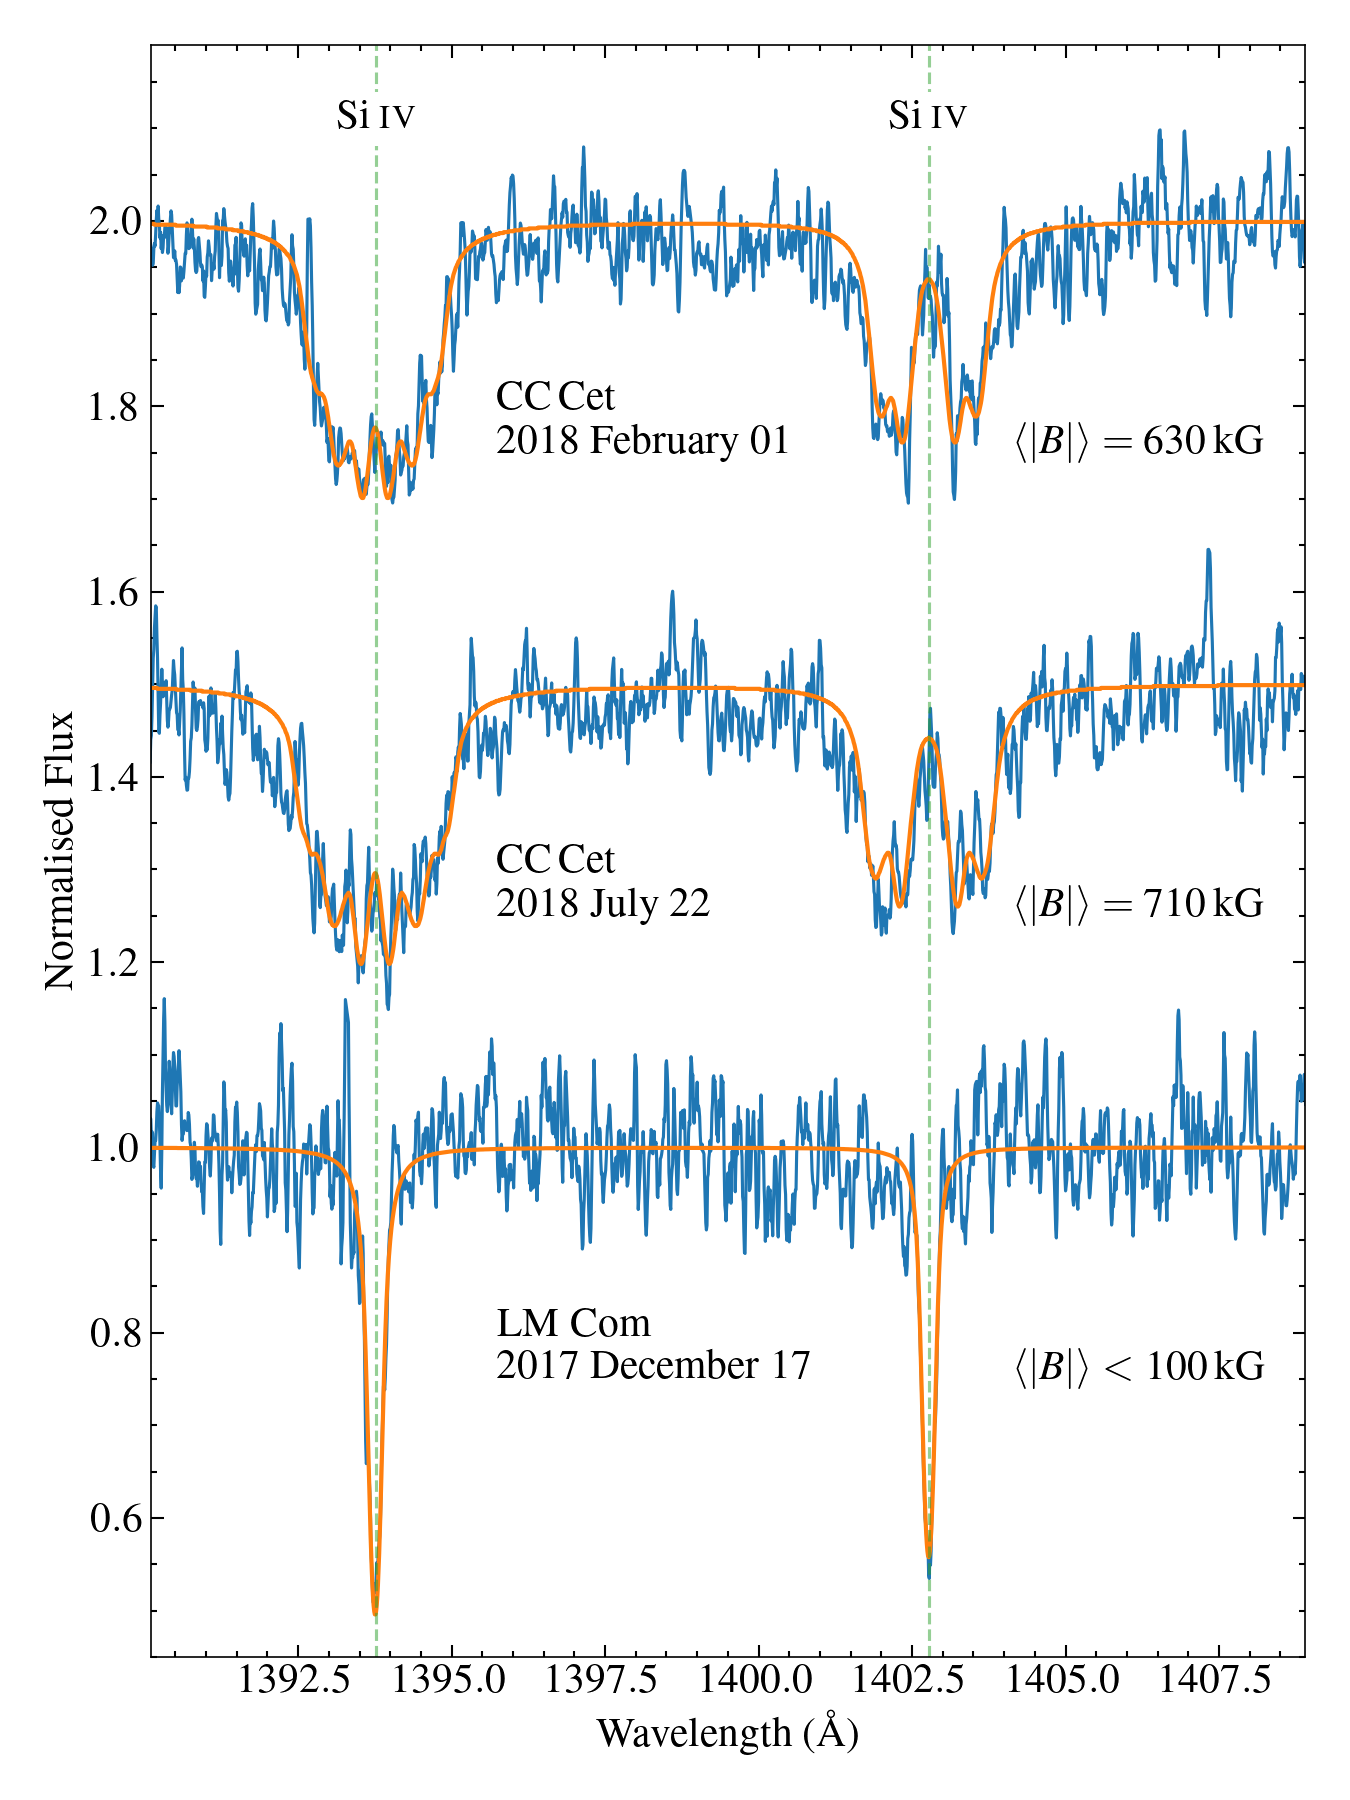 Si IV Si IV
2.0
1.8
CC Cet
2018 February 01
⟨|B|⟩ = 630 kG
1.6
1.4
CC Cet
2018 July 22
⟨|B|⟩ = 710 kG
1.2
1.0
0.8
LM Com
2017 December 17
⟨|B|⟩ < 100 kG
0.6
Normalised Flux
1392.5 1395.0 1397.5 1400.0 1402.5 1405.0 1407.5
Wavelength (Å)